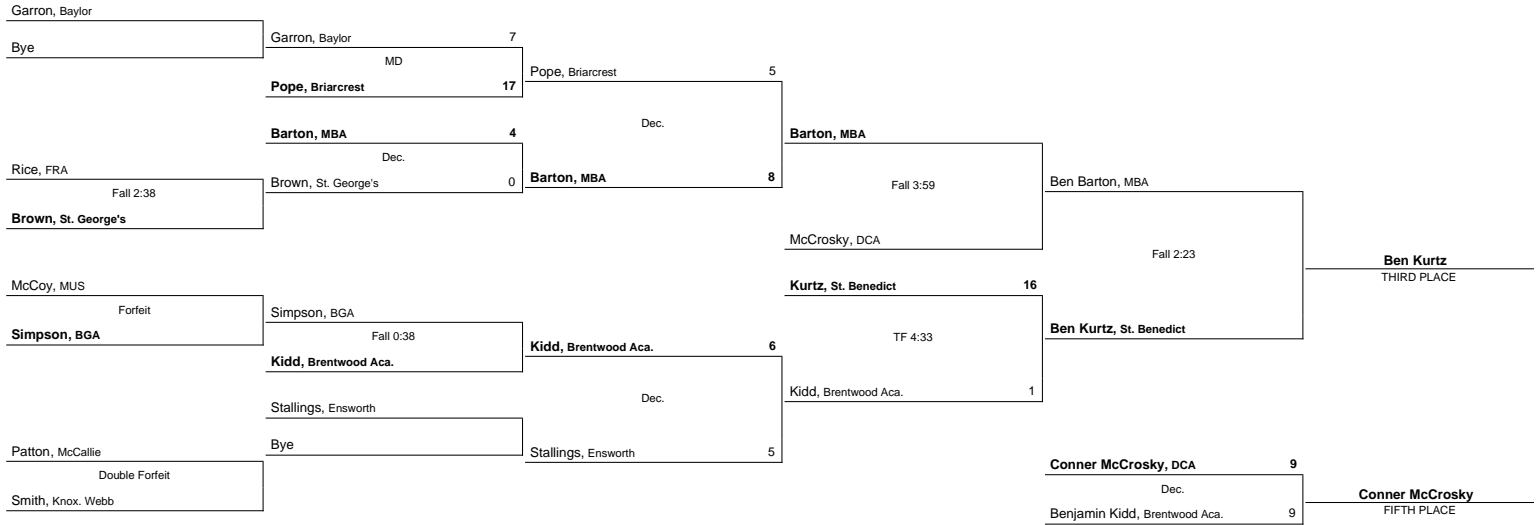 Garron, Baylor
Bye
Rice, FRA
Fall 2:38
Brown, St. George's
McCoy, MUS
Forfeit
Simpson, BGA
Patton, McCallie
Double Forfeit
Smith, Knox. Webb
Garron, Baylor 7
MD
Pope, Briarcrest 17
Barton, MBA 4
Dec.
Brown, St. George's 0
Simpson, BGA
Fall 0:38
Kidd, Brentwood Aca.
Stallings, Ensworth
Bye
Pope, Briarcrest 5
Dec.
Barton, MBA 8
Kidd, Brentwood Aca. 6
Dec.
Stallings, Ensworth 5
Barton, MBA
Fall 3:59
McCrosky, DCA
Kurtz, St. Benedict 16
TF 4:33
Kidd, Brentwood Aca. 1
Ben Barton, MBA
Fall 2:23
Ben Kurtz, St. Benedict
Conner McCrosky, DCA 9
Dec.
Benjamin Kidd, Brentwood Aca. 9
Ben Kurtz
THIRD PLACE
Conner McCrosky
FIFTH PLACE